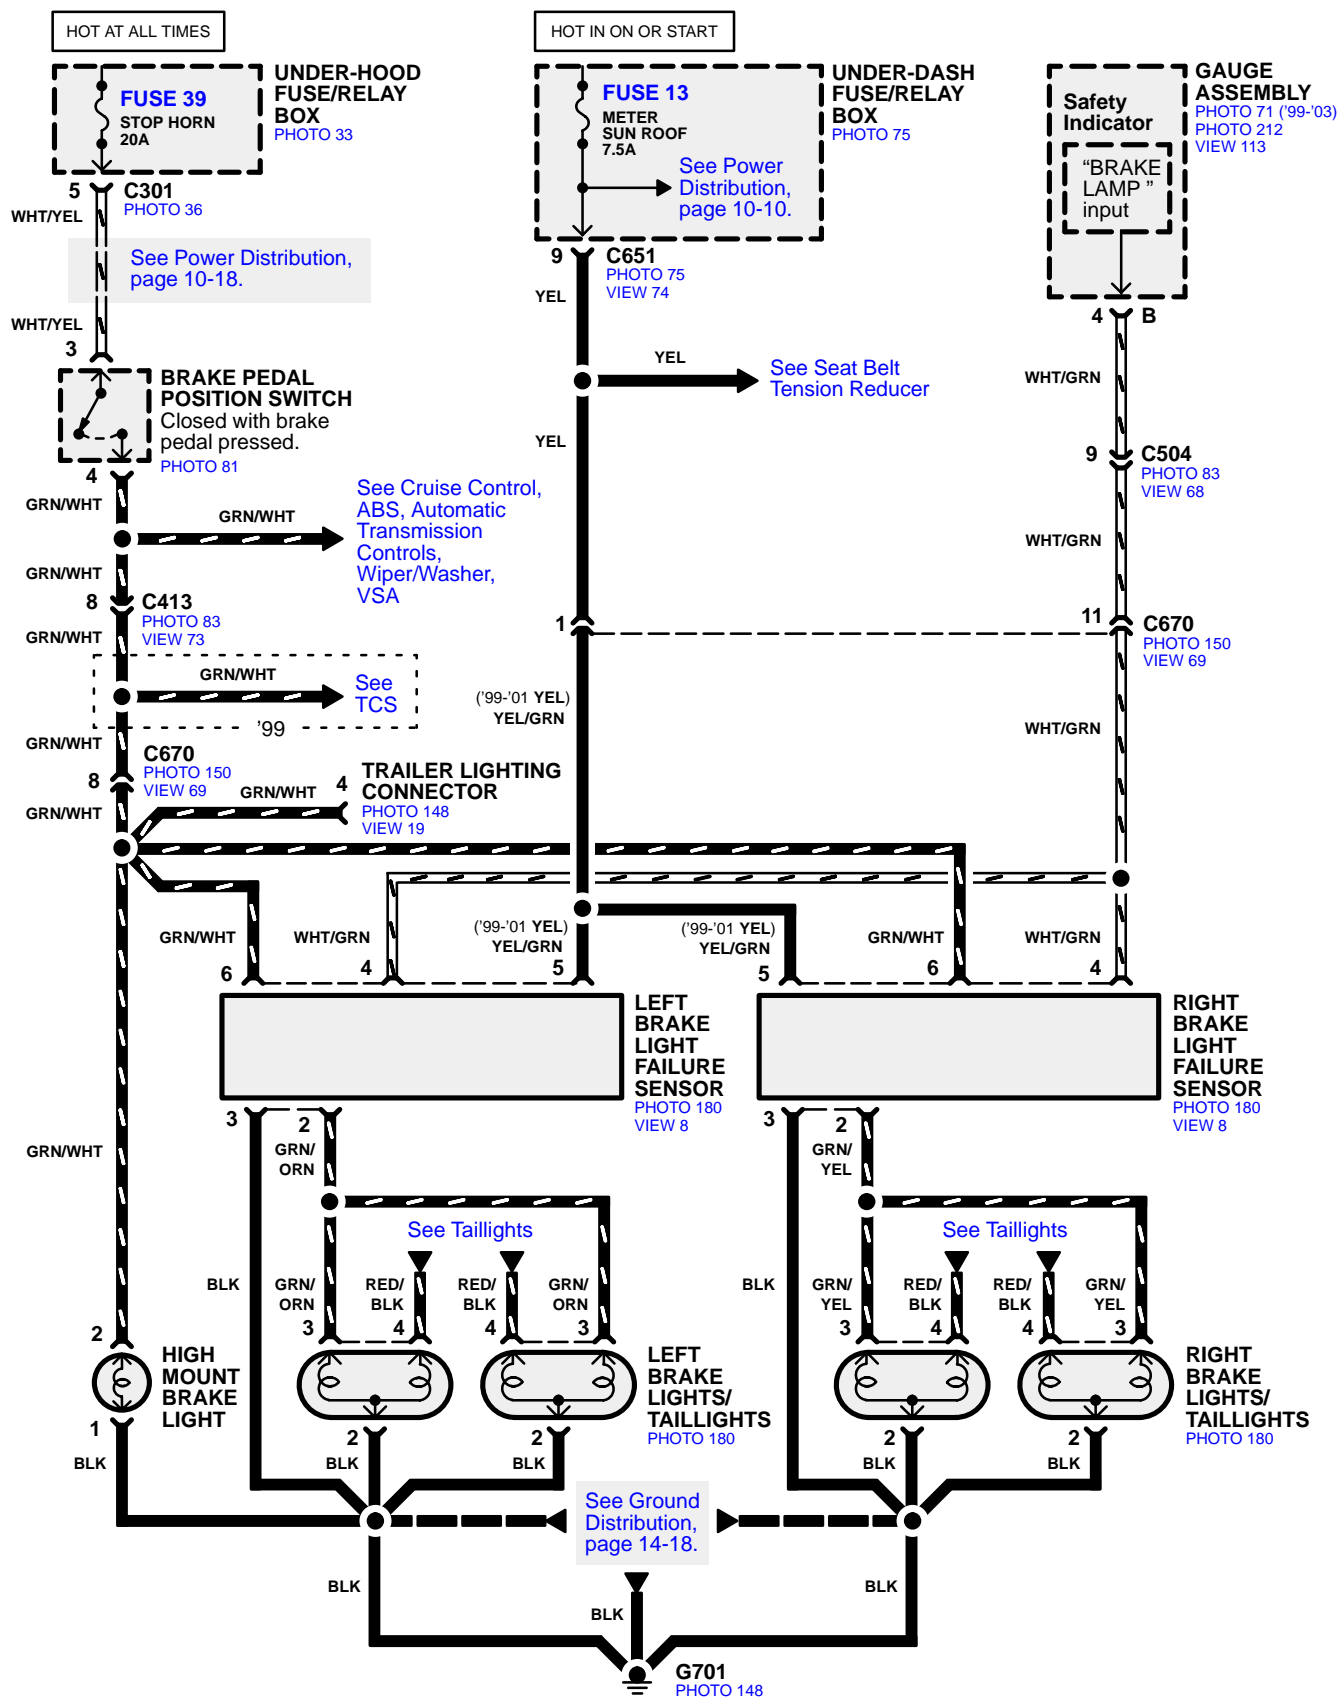 HOT AT ALL TIMES
FUSE 39
STOP HORN
20A
UNDER-HOOD
FUSE/RELAY
BOX
PHOTO 33
5
C301
PHOTO 36
WHT/YEL
See Power Distribution,
page 10-18.
WHT/YEL
3
BRAKE PEDAL
POSITION SWITCH
Closed with brake
pedal pressed.
PHOTO 81
4
GRN/WHT
GRN/WHT
See Cruise Control,
ABS, Automatic
Transmission
Controls,
Wiper/Washer,
VSA
GRN/WHT
8
C413
PHOTO 83
VIEW 73
GRN/WHT
GRN/WHT
See
TCS
'99
GRN/WHT
C670
PHOTO 150
VIEW 69
8
GRN/WHT
GRN/WHT
4
TRAILER LIGHTING
CONNECTOR
PHOTO 148
VIEW 19
HOT IN ON OR START
FUSE 13
METER
SUN ROOF
7.5A
See Power
Distribution,
page 10-10.
UNDER-DASH
FUSE/RELAY
BOX
PHOTO 75
9
C651
PHOTO 75
VIEW 74
YEL
YEL
See Seat Belt
Tension Reducer
YEL
1
('99-'01 YEL)
YEL/GRN
Safety
Indicator
“BRAKE
LAMP ”
input
GAUGE
ASSEMBLY
PHOTO 71 ('99-'03)
PHOTO 212
VIEW 113
4
B
WHT/GRN
9
C504
PHOTO 83
VIEW 68
WHT/GRN
11
C670
PHOTO 150
VIEW 69
WHT/GRN
GRN/WHT
6
WHT/GRN
4
('99-'01 YEL)
YEL/GRN
5
('99-'01 YEL)
YEL/GRN
5
GRN/WHT
6
WHT/GRN
4
LEFT
BRAKE
LIGHT
FAILURE
SENSOR
PHOTO 180
VIEW 8
RIGHT
BRAKE
LIGHT
FAILURE
SENSOR
PHOTO 180
VIEW 8
3
2
GRN/
ORN
3
2
GRN/
YEL
GRN/WHT
See Taillights
See Taillights
BLK
GRN/
ORN
3
RED/
BLK
4
RED/
BLK
4
GRN/
ORN
3
BLK
GRN/
YEL
3
RED/
BLK
4
RED/
BLK
4
GRN/
YEL
3
2
HIGH
MOUNT
BRAKE
LIGHT
1
BLK
LEFT
BRAKE
LIGHTS/
TAILLIGHTS
PHOTO 180
RIGHT
BRAKE
LIGHTS/
TAILLIGHTS
PHOTO 180
2
BLK
2
BLK
2
BLK
2
BLK
See Ground
Distribution,
page 14-18.
BLK
BLK
BLK
G701
PHOTO 148